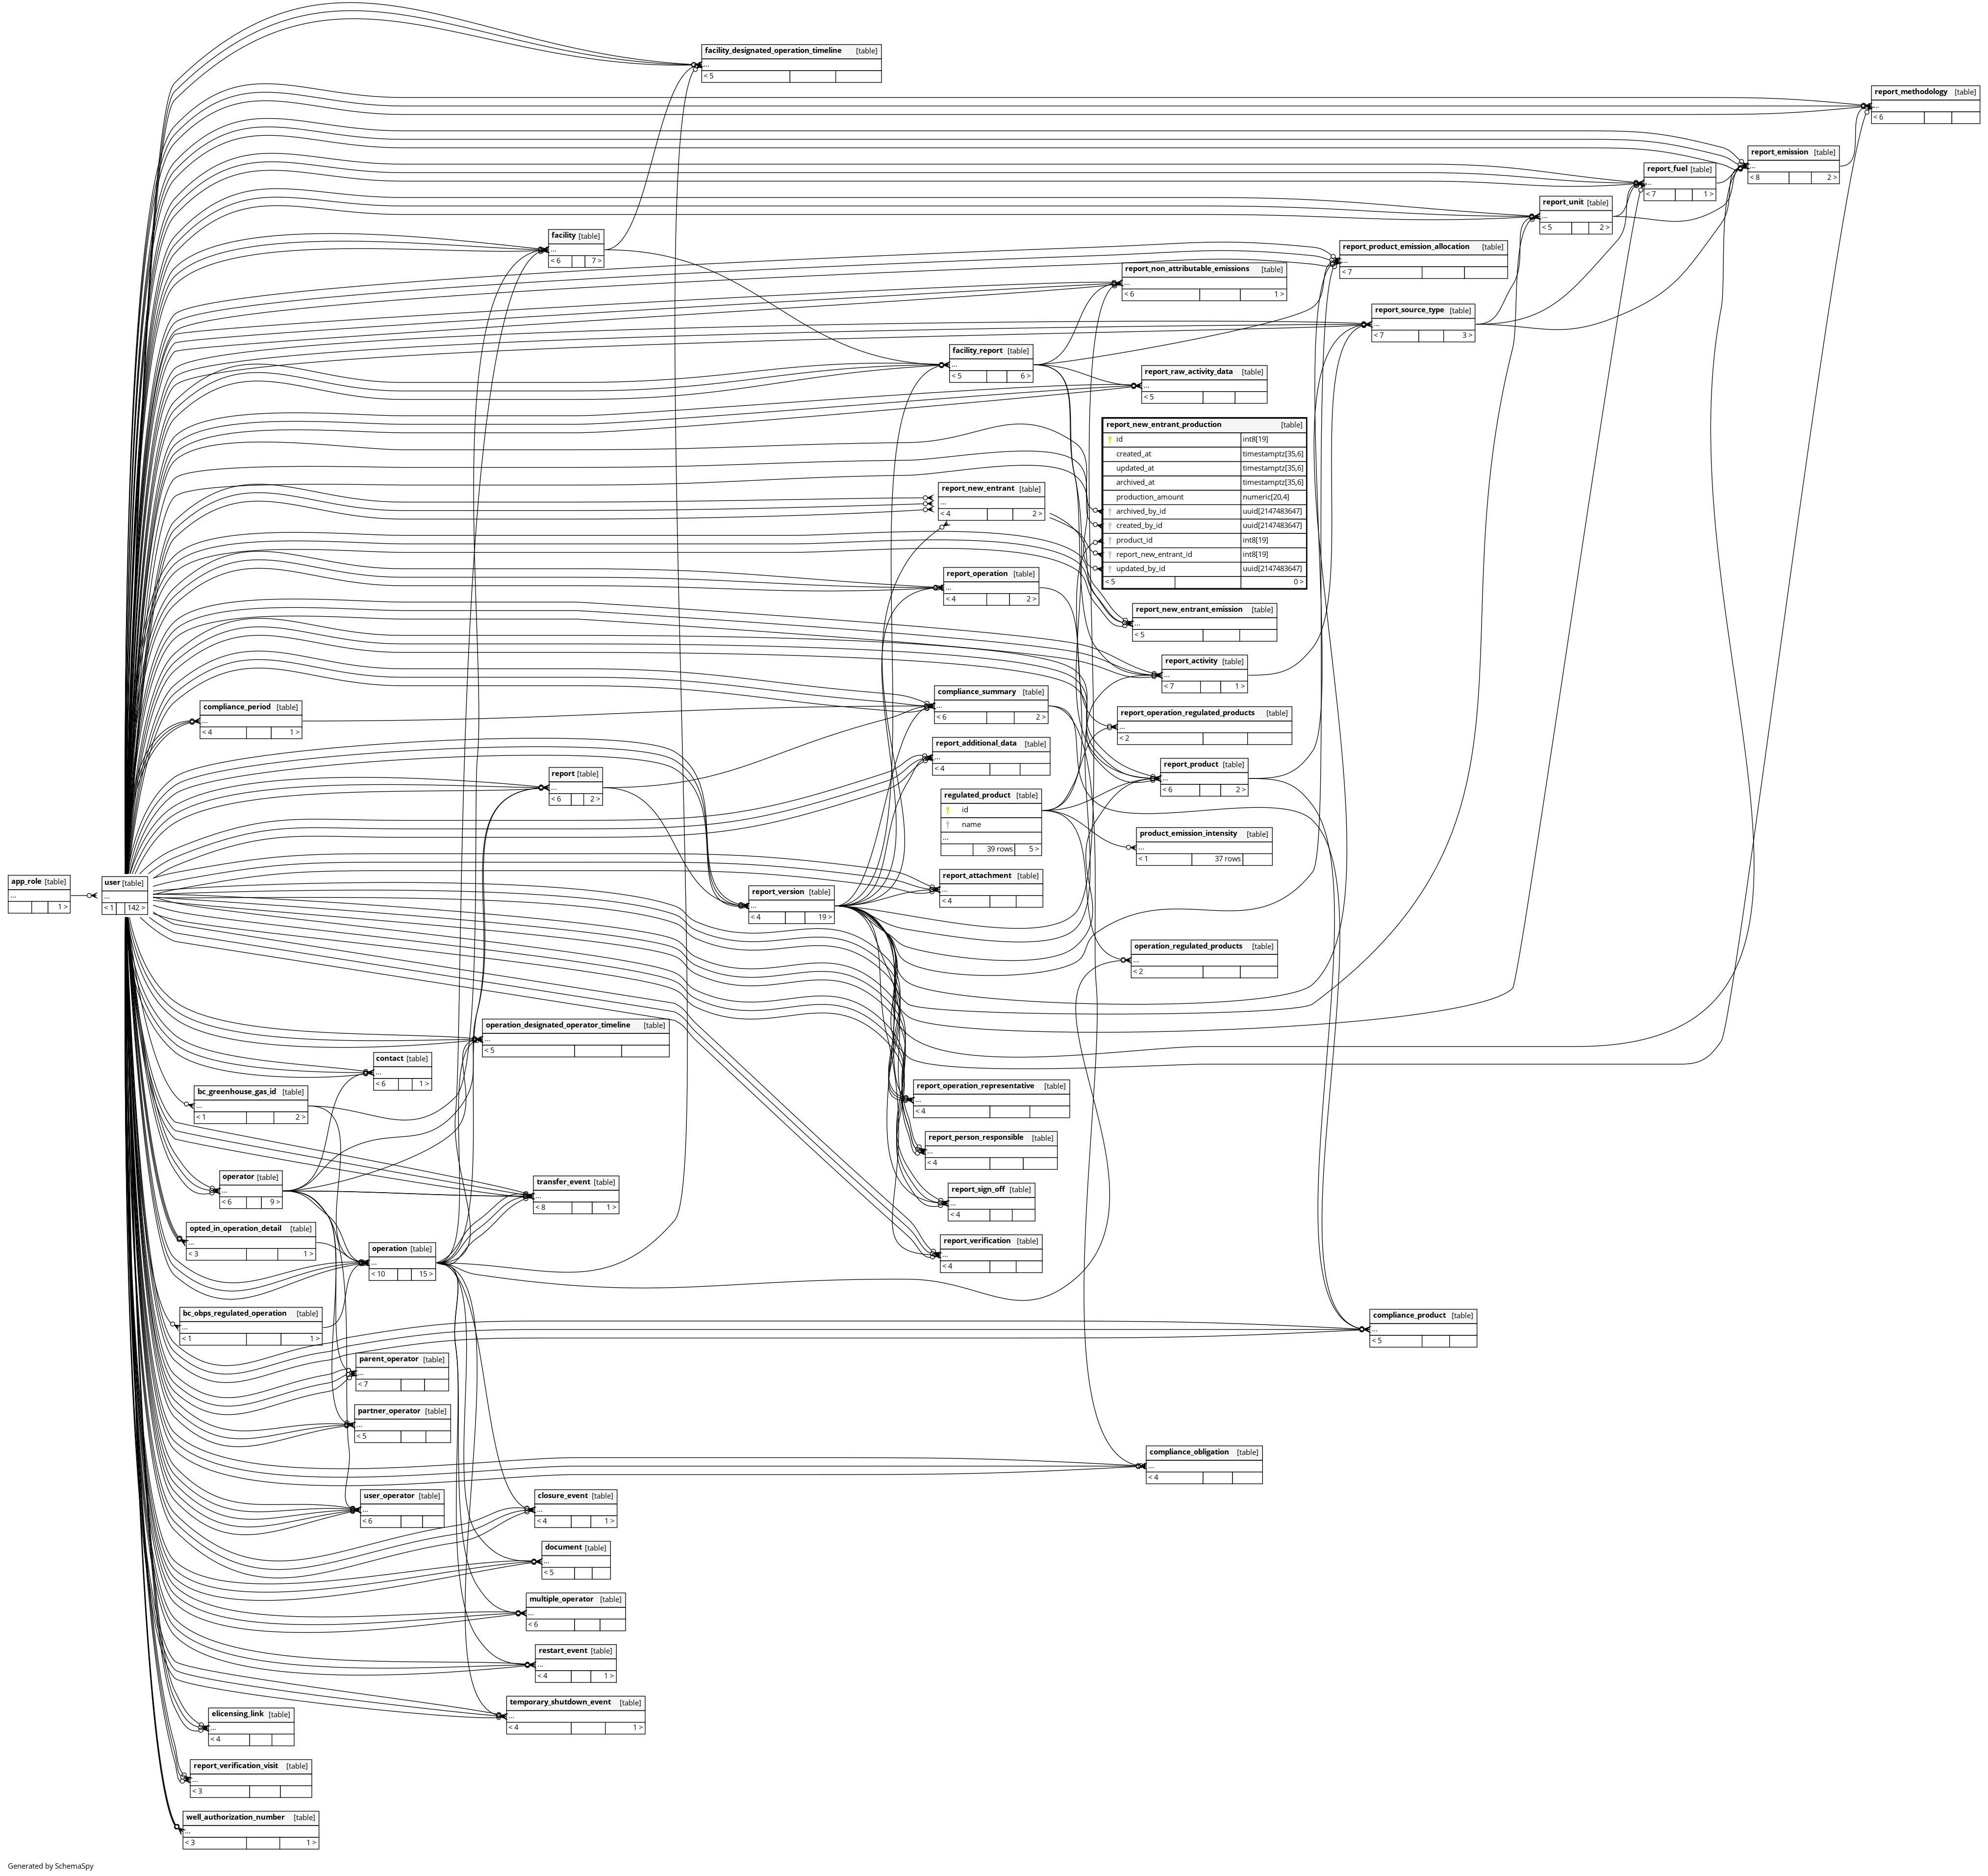 facility_designated_operation_timeline [table]
...
< 5
report_methodology [table]
...
< 6
report_emission [table]
...
< 8 2 >
report_fuel [table]
...
< 7 1 >
report_unit [table]
...
< 5 2 >
facility [table]
...
< 6 7 >
report_product_emission_allocation [table]
...
< 7
report_non_attributable_emissions [table]
...
< 6 1 >
report_source_type [table]
...
< 7 3 >
facility_report [table]
...
< 5 6 >
report_raw_activity_data [table]
...
< 5
report_new_entrant_production [table]
id int8[19]
created_at timestamptz[35,6]
updated_at timestamptz[35,6]
archived_at timestamptz[35,6]
production_amount numeric[20,4]
archived_by_id uuid[2147483647]
created_by_id uuid[2147483647]
product_id int8[19]
report_new_entrant_id int8[19]
updated_by_id uuid[2147483647]
< 5 0 >
report_new_entrant [table]
...
< 4 2 >
report_operation [table]
...
< 4 2 >
report_new_entrant_emission [table]
...
< 5
report_activity [table]
...
< 7 1 >
compliance_summary [table]
...
< 6 2 >
compliance_period [table]
...
< 4 1 >
report_operation_regulated_products [table]
...
< 2
report_additional_data [table]
...
< 4
report_product [table]
...
< 6 2 >
report [table]
...
< 6 2 >
regulated_product [table]
id
name
...
39 rows 5 >
product_emission_intensity [table]
...
< 1 37 rows
report_attachment [table]
...
< 4
app_role [table]
...
1 >
user [table]
...
< 1 142 >
report_version [table]
...
< 4 19 >
operation_regulated_products [table]
...
< 2
operation_designated_operator_timeline [table]
...
< 5
contact [table]
...
< 6 1 >
bc_greenhouse_gas_id [table]
...
< 1 2 >
report_operation_representative [table]
...
< 4
report_person_responsible [table]
...
< 4
operator [table]
...
< 6 9 >
transfer_event [table]
...
< 8 1 >
report_sign_off [table]
...
< 4
opted_in_operation_detail [table]
...
< 3 1 >
report_verification [table]
...
< 4
operation [table]
...
< 10 15 >
bc_obps_regulated_operation [table]
...
< 1 1 >
compliance_product [table]
...
< 5
parent_operator [table]
...
< 7
partner_operator [table]
...
< 5
compliance_obligation [table]
...
< 4
user_operator [table]
...
< 6
closure_event [table]
...
< 4 1 >
document [table]
...
< 5
multiple_operator [table]
...
< 6
restart_event [table]
...
< 4 1 >
temporary_shutdown_event [table]
...
< 4 1 >
elicensing_link [table]
...
< 4
report_verification_visit [table]
...
< 3
well_authorization_number [table]
...
< 3 1 >
Generated by SchemaSpy